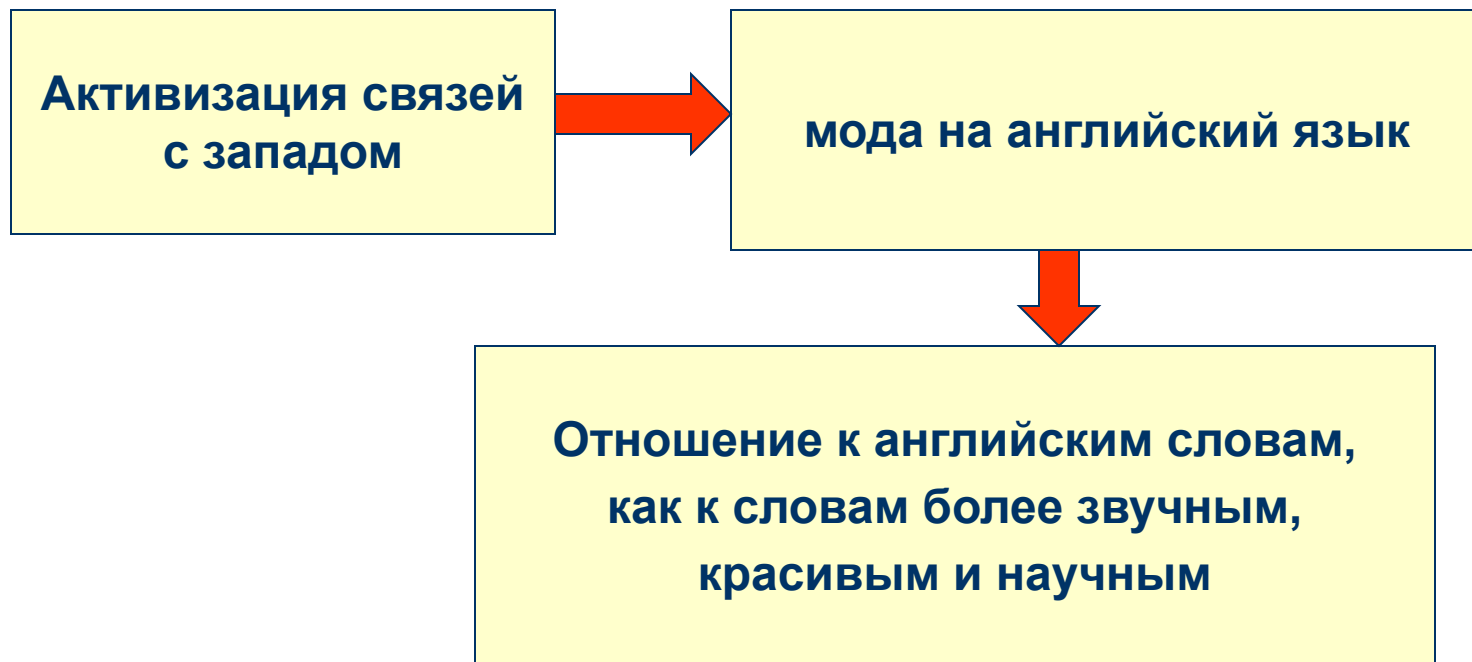 Активизация связей
с западом
мода на английский язык
Отношение к английским словам,
как к словам более звучным,
красивым и научным